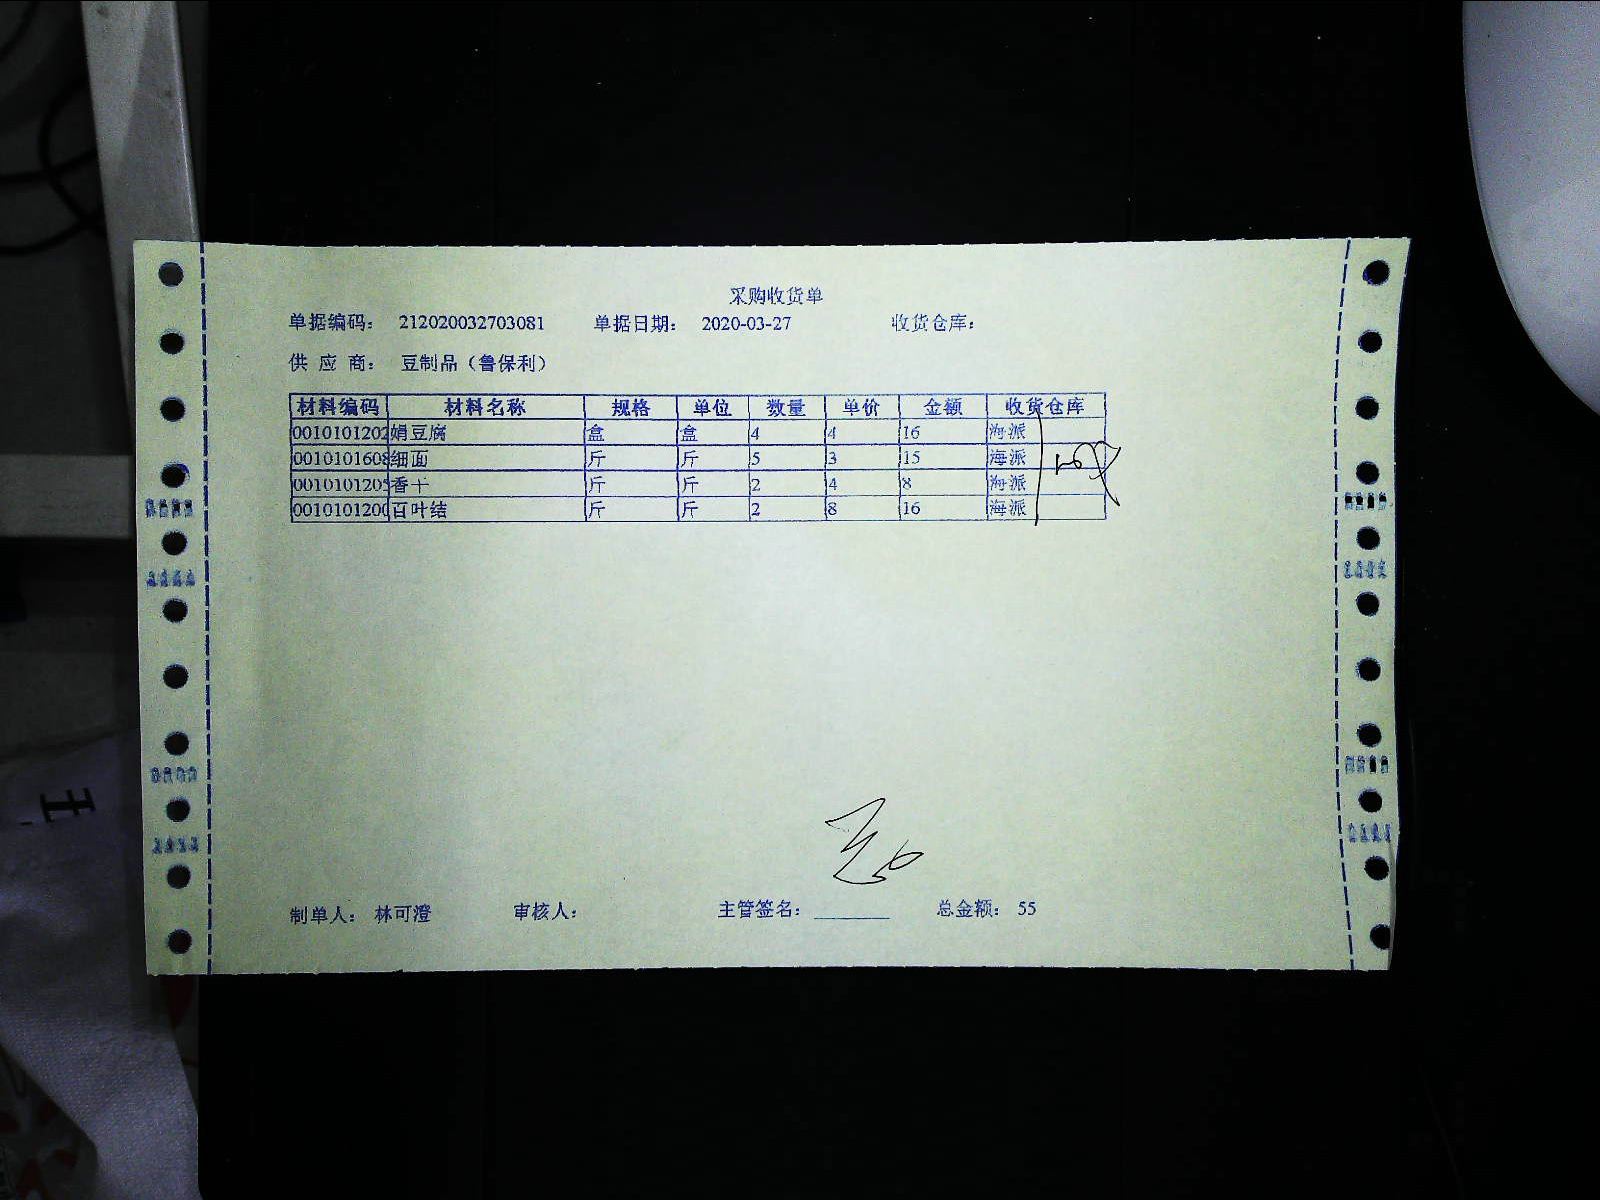 采购收货单
单据编码： 212020032703081 单据日期： 2020-03-27 收货仓库：
供 应 商： 豆制品（鲁保利）
材料编码 材料名称 规格 单位 数量 单价 金额 收货仓库
0010101202 娟豆腐 盒 盒 4 4 16 海派
0010101608 细面 斤 斤 5 3 15 海派
0010101205 香干 斤 斤 2 4 8 海派
0010101200 百叶结 斤 斤 2 8 16 海派
制单人： 林可澄 审核人： 主管签名： 总金额： 55